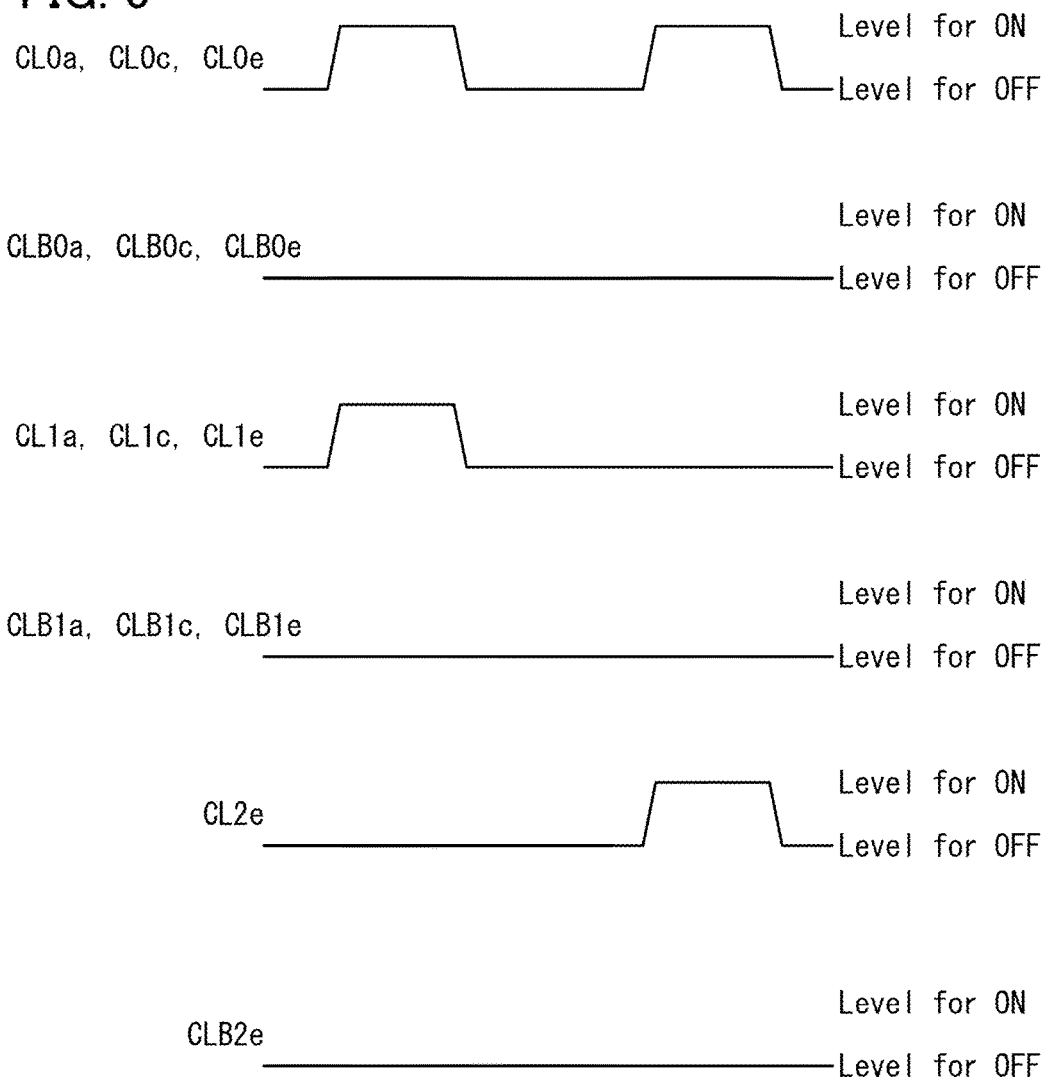 CL0a, CL0c, CL0e
Level for ON
Level for OFF
CLB0a, CLB0c, CLB0e
Level for ON
Level for OFF
CL1a, CL1c, CL1e
Level for ON
Level for OFF
CLB1a, CLB1c, CLB1e
Level for ON
Level for OFF
CL2e
Level for ON
Level for OFF
CLB2e
Level for ON
Level for OFF